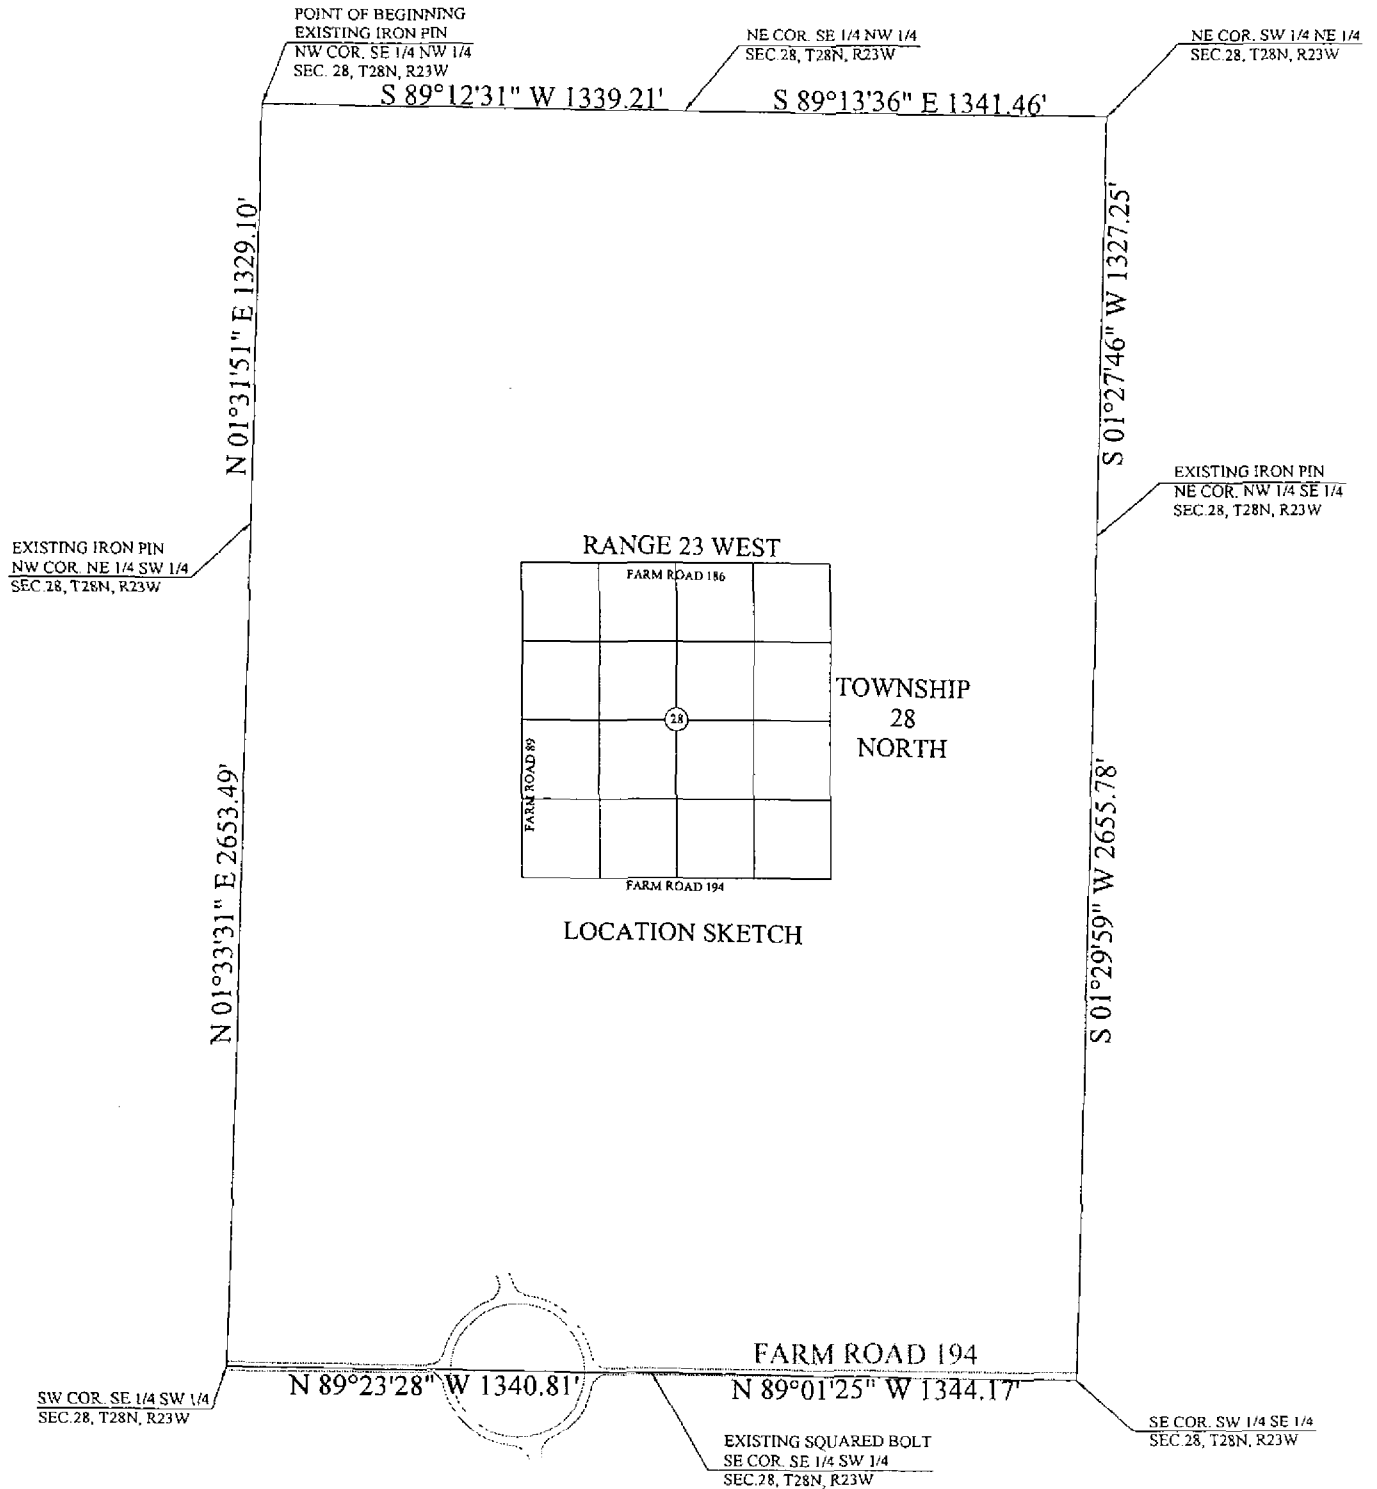 POINT OF BEGINNING
EXISTING IRON PIN
NW COR. SE 1/4 NW 1/4
SEC. 28, T28N, R23W
NE COR. SE 1/4 NW 1/4
SEC.28, T28N, R23W
NE COR. SW 1/4 NE 1/4
SEC.28, T28N, R23W
S 89°12'31" W 1339.21'
S 89°13'36" E 1341.46'
N 01°31'51" E 1329.10'
S 01°27'46" W 1327.25'
EXISTING IRON PIN
NE COR. NW 1/4 SE 1/4
SEC.28, T28N, R23W
EXISTING IRON PIN
NW COR. NE 1/4 SW 1/4
SEC.28, T28N, R23W
RANGE 23 WEST
FARM ROAD 186
TOWNSHIP
28
NORTH
28
FARM ROAD 89
FARM ROAD 194
LOCATION SKETCH
N 01°33'31" E 2653.49'
S 01°29'59" W 2655.78'
FARM ROAD 194
N 89°23'28" W 1340.81'
N 89°01'25" W 1344.17'
SW COR. SE 1/4 SW 1/4
SEC.28, T28N, R23W
SE COR. SW 1/4 SE 1/4
SEC.28, T28N, R23W
EXISTING SQUARED BOLT
SE COR. SE 1/4 SW 1/4
SEC.28, T28N, R23W